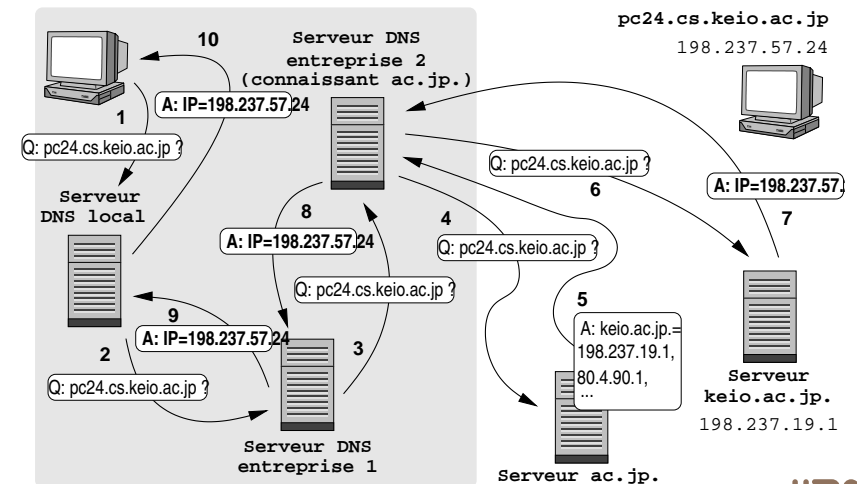 10
Serveur DNS
entreprise 2
(connaissant ac.jp.)
pc24.cs.keio.ac.jp
198.237.57.24
A: IP=198.237.57.24
1
Q: pc24.cs.keio.ac.jp ?
Q: pc24.cs.keio.ac.jp ?
6
Serveur
DNS local
A: IP=198.237.57.
7
8
4
A: IP=198.237.57.24
Q: pc24.cs.keio.ac.jp ?
Q: pc24.cs.keio.ac.jp ?
5
9
A: IP=198.237.57.24
3
2
A: keio.ac.jp.=
198.237.19.1,
80.4.90.1,
...
Q: pc24.cs.keio.ac.jp ?
Serveur
keio.ac.jp.
198.237.19.1
Serveur DNS
entreprise 1
Serveur ac.jp.